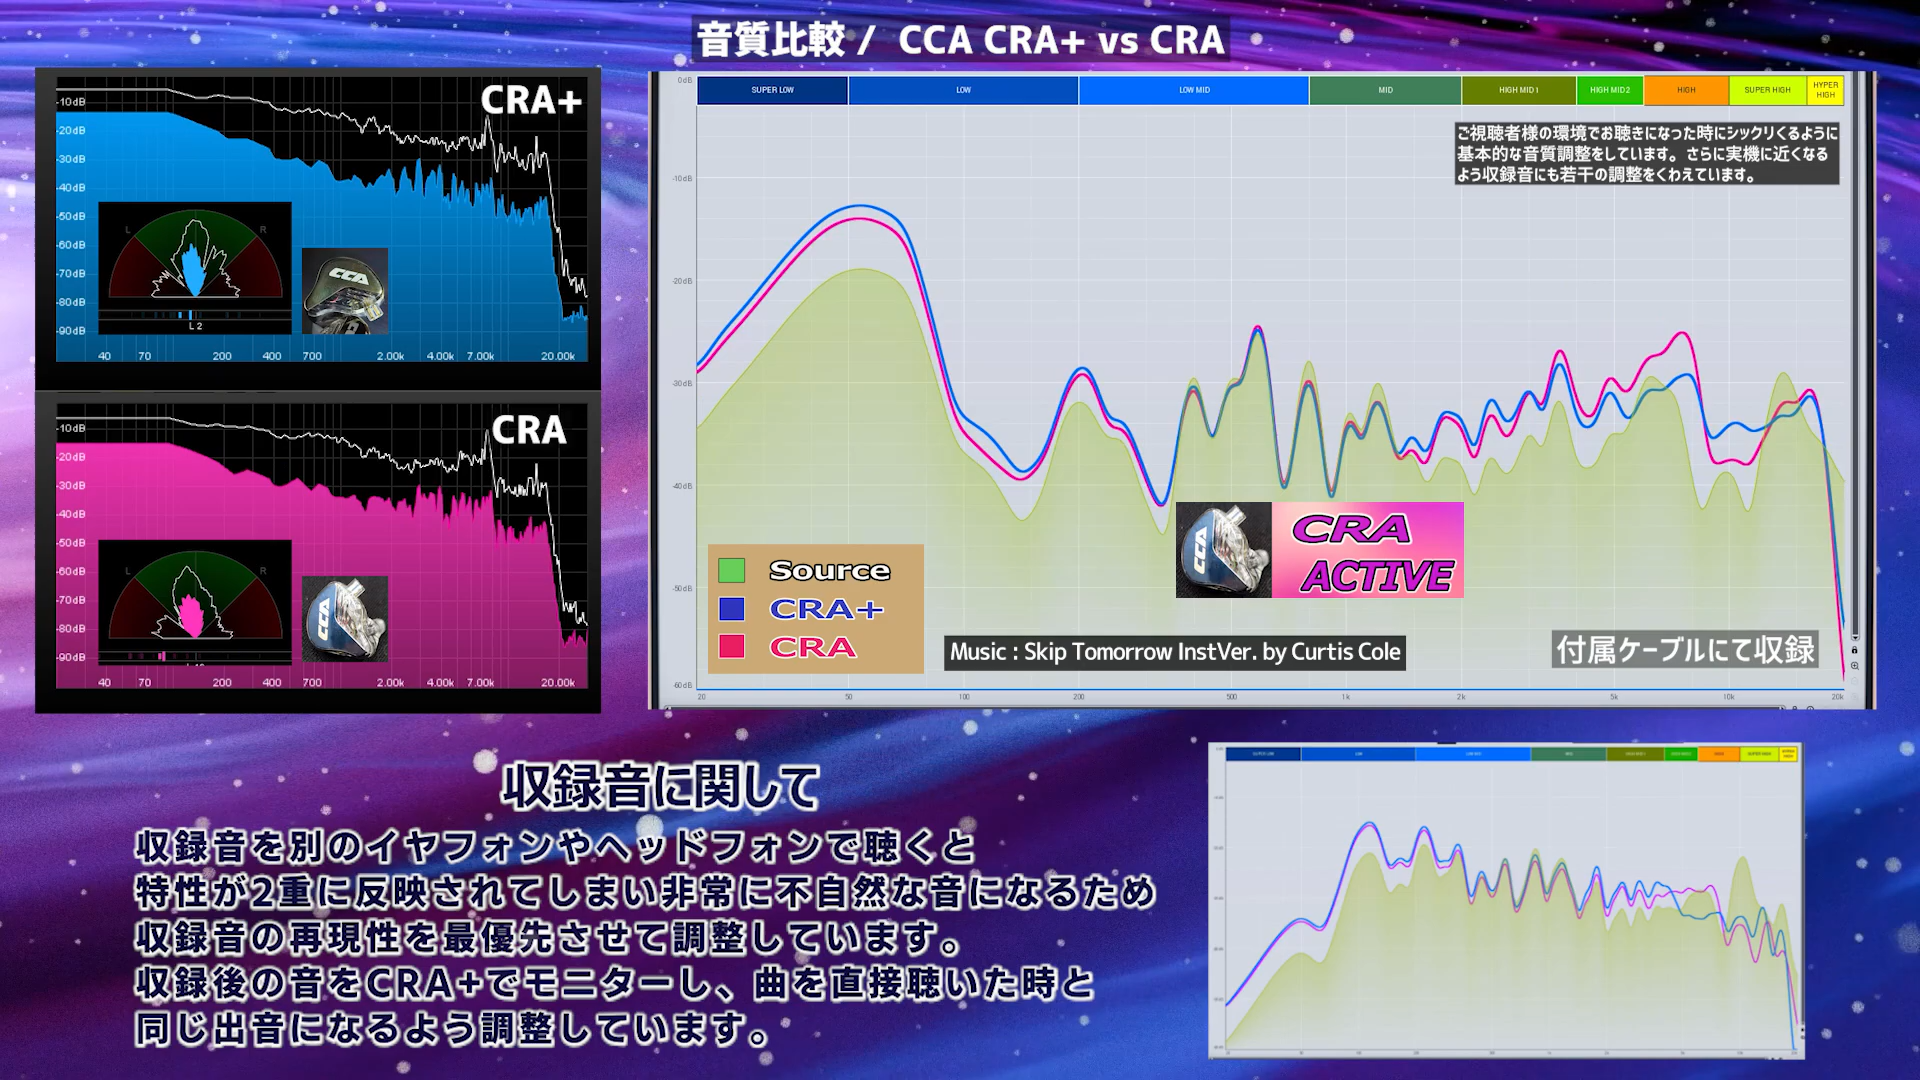 音質比較 / CCA CRA+ vs CRA
CRA+
-10dB
-20dB
-30dB
-40dB
-50dB
-60dB
-70dB
-80dB
-90dB
L
R
L 2
CCA
40 70 200 400 700 2.00k 4.00k 7.00k 20.00k
CRA
-10dB
-20dB
-30dB
-40dB
-50dB
-60dB
-70dB
-80dB
-90dB
L
R
CCA
40 70 200 400 700 2.00k 4.00k 7.00k 20.00k
0dB
SUPER LOW LOW LOW MID MID HIGH MID1 HIGH MID2 HIGH SUPER HIGH HYPER HIGH
ご視聴者様の環境でお聴きになった時にシックリくるように
基本的な音質調整をしています。さらに実機に近くなる
よう収録音にも若干の調整をくわえています。
-10dB
-20dB
-30dB
-40dB
-50dB
-60dB
CCA
CRA
ACTIVE
Source
CRA+
CRA
Music : Skip Tomorrow InstVer. by Curtis Cole
付属ケーブルにて収録
20 50 100 200 500 1k 2k 5k 10k 20k
収録音に関して
収録音を別のイヤフォンやヘッドフォンで聴くと
特性が2重に反映されてしまい非常に不自然な音になるため
収録音の再現性を最優先させて調整しています。
収録後の音をCRA+でモニターし、曲を直接聴いた時と
同じ出音になるよう調整しています。